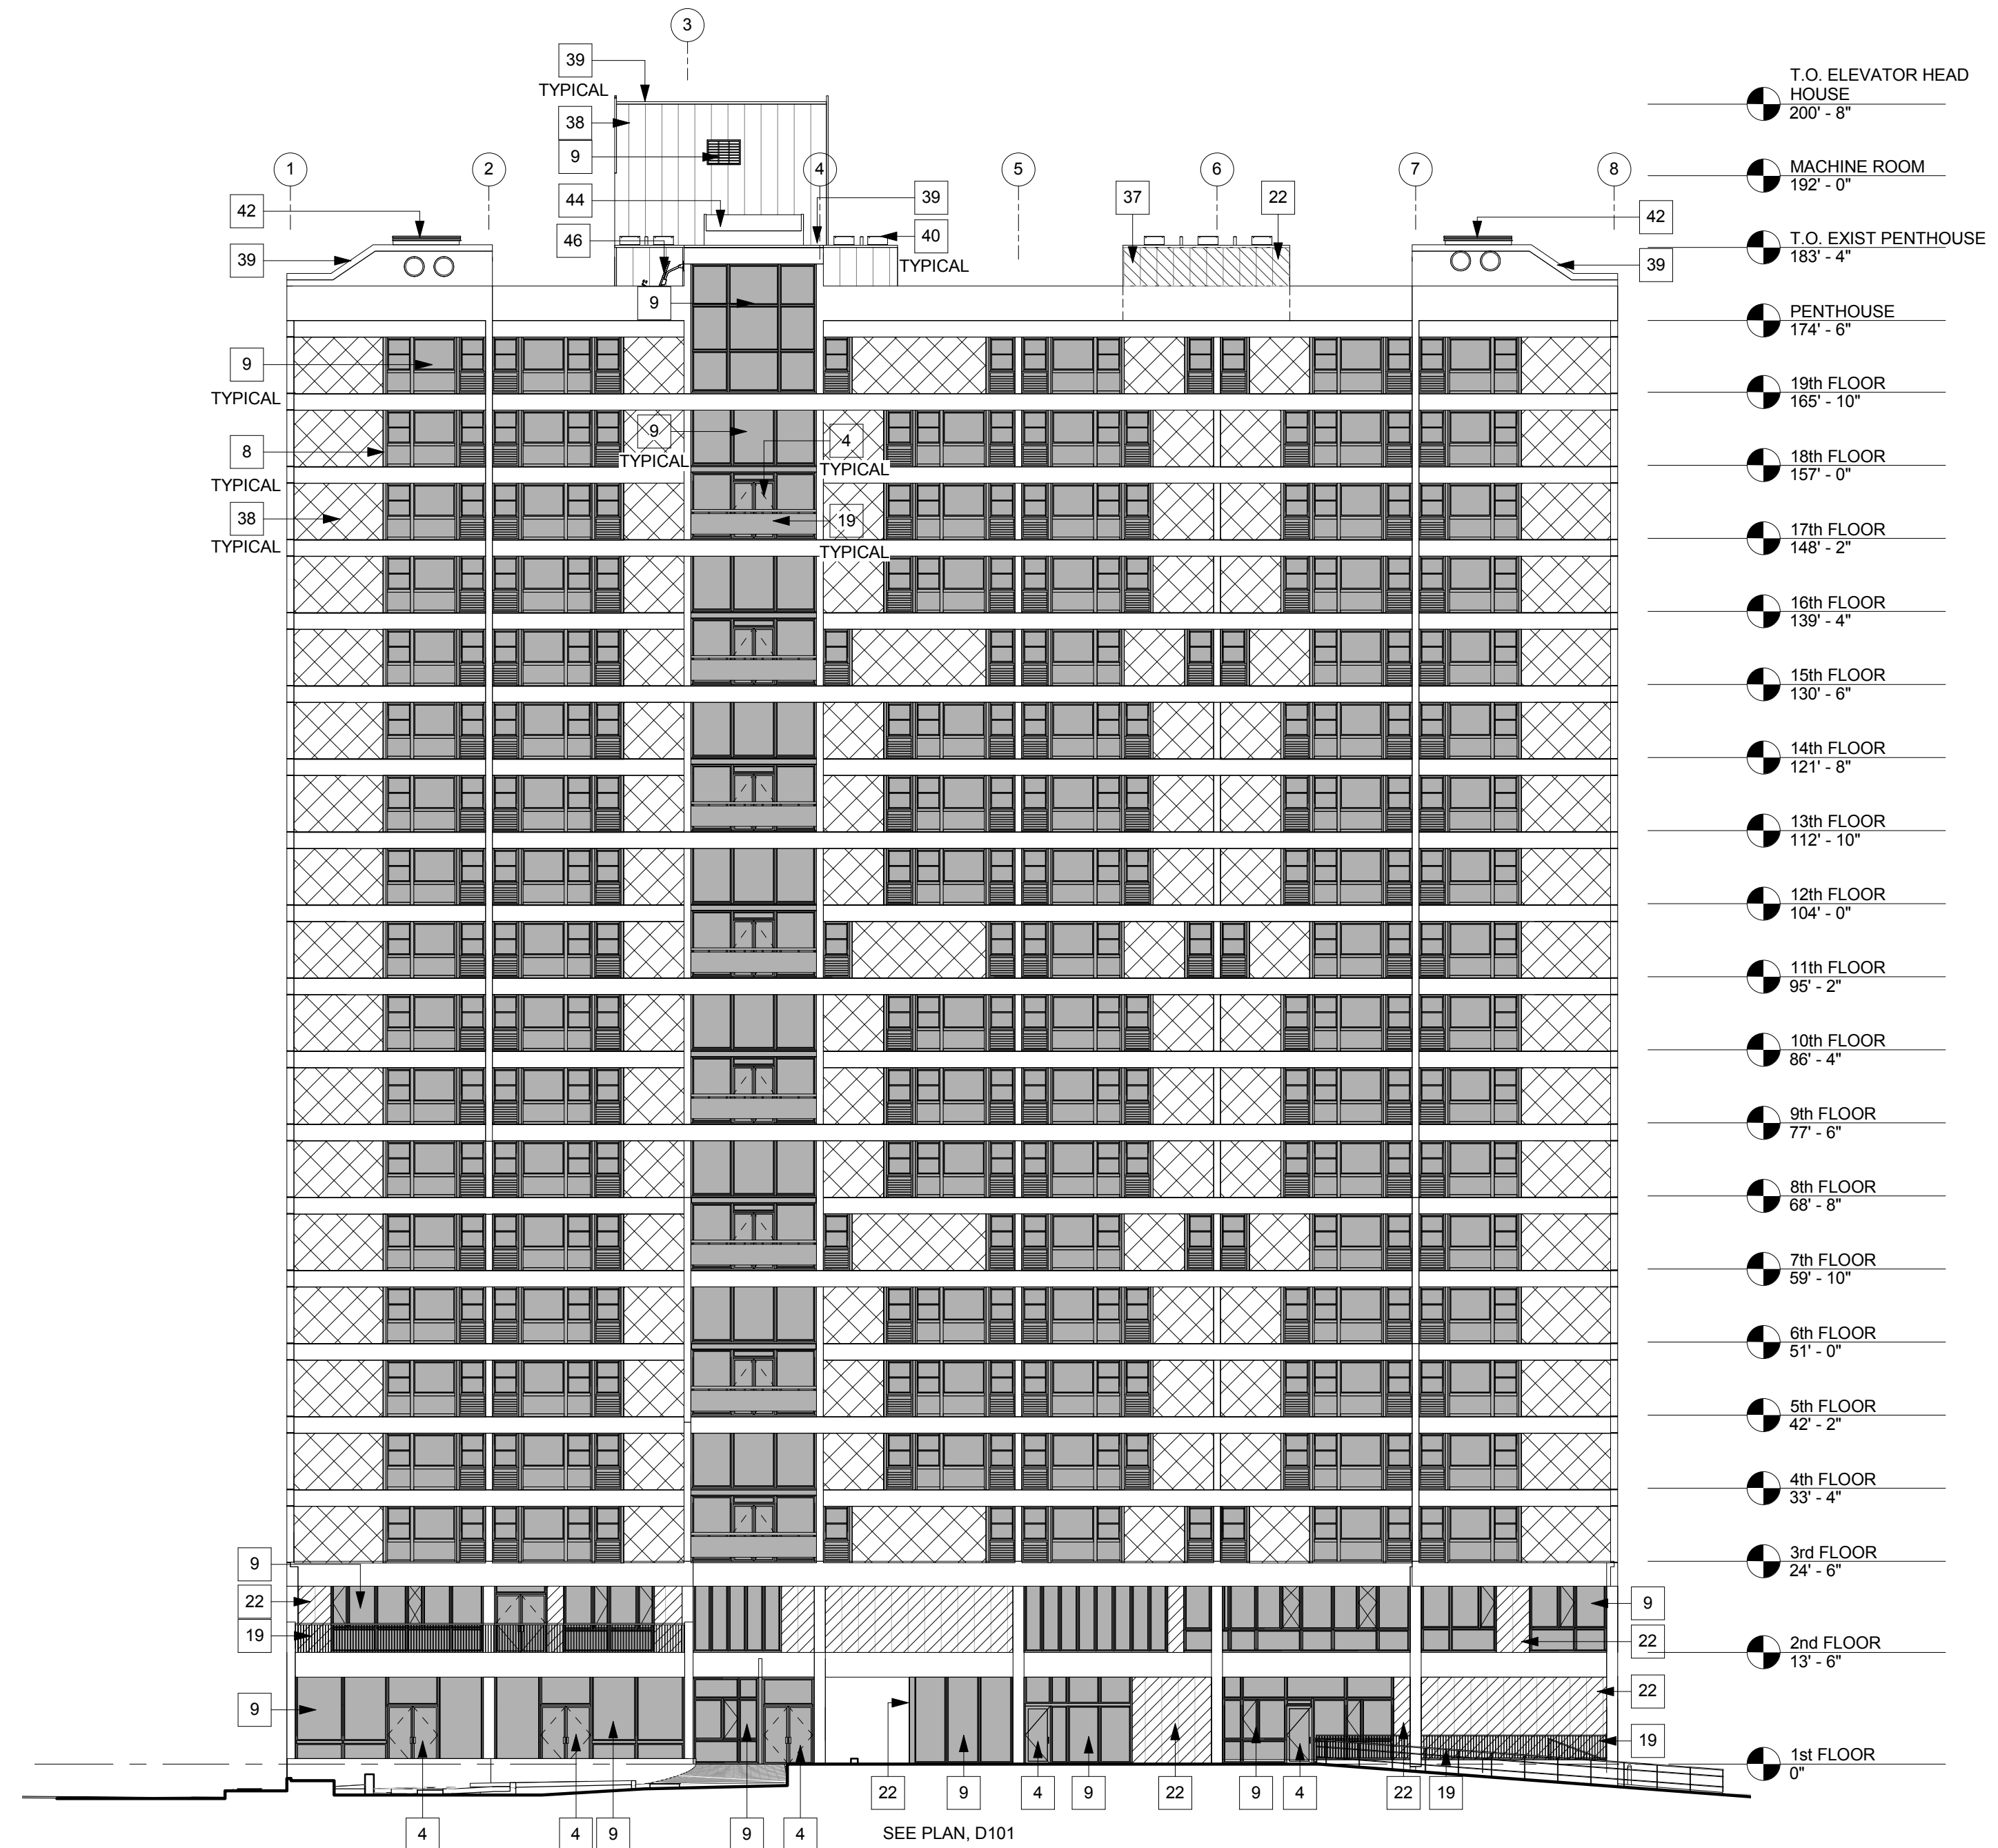 3
39
TYPICAL
38
9
1
2
4
5
6
7
8
42
44
39
37
22
42
46
40
39
TYPICAL
39
9
9
TYPICAL
9
TYPICAL
4
TYPICAL
8
TYPICAL
38
TYPICAL
19
TYPICAL
T.O. ELEVATOR HEAD
HOUSE
200' - 8"
MACHINE ROOM
192' - 0"
T.O. EXIST PENTHOUSE
183' - 4"
PENTHOUSE
174' - 6"
19th FLOOR
165' - 10"
18th FLOOR
157' - 0"
17th FLOOR
148' - 2"
16th FLOOR
139' - 4"
15th FLOOR
130' - 6"
14th FLOOR
121' - 8"
13th FLOOR
112' - 10"
12th FLOOR
104' - 0"
11th FLOOR
95' - 2"
10th FLOOR
86' - 4"
9th FLOOR
77' - 6"
8th FLOOR
68' - 8"
7th FLOOR
59' - 10"
6th FLOOR
51' - 0"
5th FLOOR
42' - 2"
4th FLOOR
33' - 4"
3rd FLOOR
24' - 6"
2nd FLOOR
13' - 6"
1st FLOOR
0"
9
22
19
9
9
22
22
19
22
9
4
9
22
9
4
22
19
4
4
9
9
4
SEE PLAN, D101